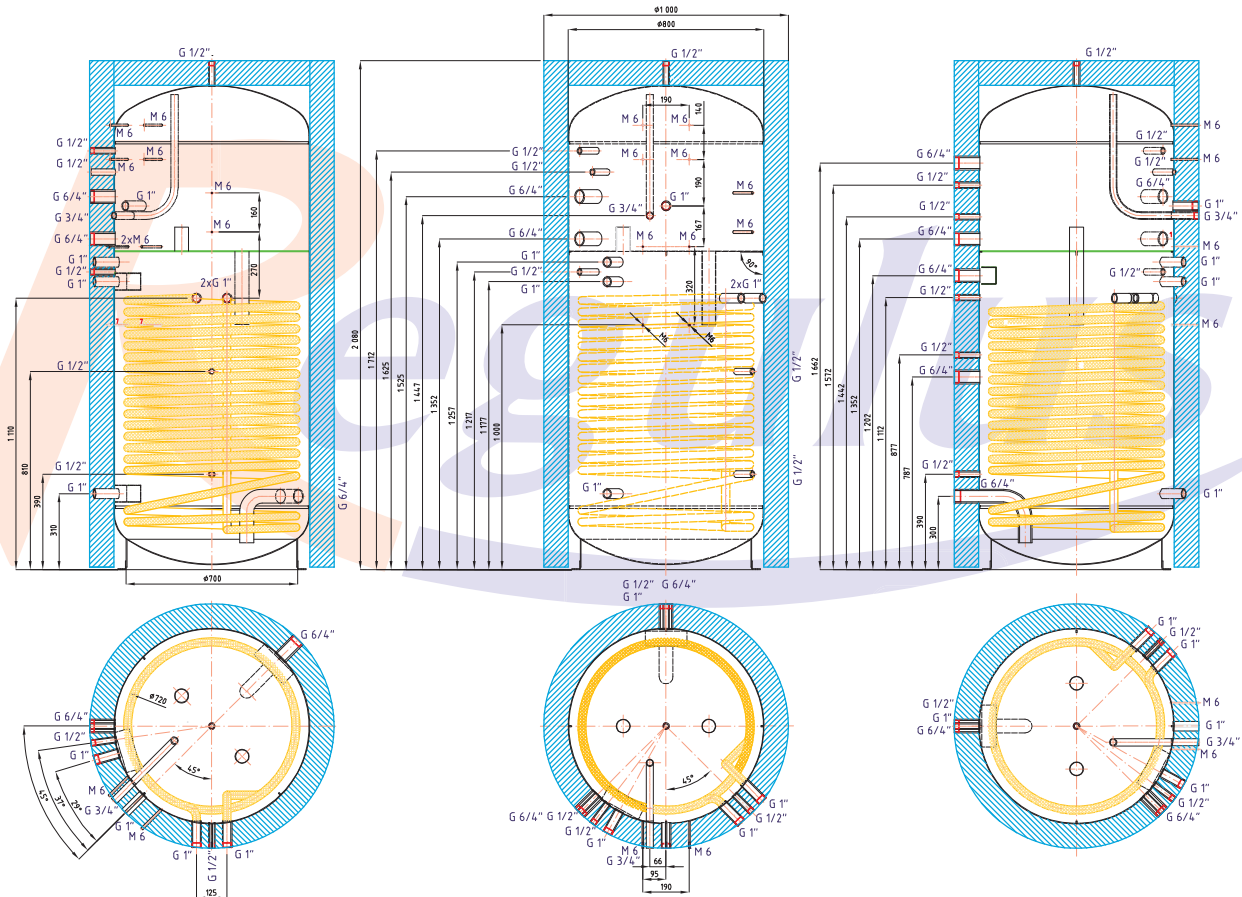 Regulus
G 1/2"
M 6
M 6
G 1/2"
G 1/2"
M 6
M 6
G 6/4"
G 1"
M 6
160
G 3/4"
M 6
G 6/4"
2xM 6
270
G 1"
G 1/2"
G 1"
2xG 1"
7
7
G 1/2"
G 1/2"
G 1"
G 6/4"
1 110
810
390
310
ϕ700
ϕ1 000
ϕ800
G 1/2"
190
140
M 6
M 6
G 1/2"
M 6
M 6
G 1/2"
190
G 6/4"
M 6
G 1"
G 3/4"
167
G 6/4"
M 6
M 6
M 6
G 1"
90°
G 1/2"
G 1"
320
2xG 1"
M6
M6
G 1/2"
G 1/2"
G 1"
2 080
1 712
1 625
1 525
1 447
1 352
1 257
1 217
1 177
1 000
G 1/2"
M 6
G 1/2"
G 6/4"
G 1/2"
M 6
G 1/2"
G 6/4"
G 1"
G 1/2"
G 3/4"
G 6/4"
M 6
G 1"
G 6/4"
G 1/2"
G 1"
G 1/2"
M 6
G 1/2"
G 6/4"
G 1/2"
G 6/4"
G 1"
1 662
1 572
1 442
1 352
1 202
1 112
877
787
390
300
G 6/4"
ϕ720
G 6/4"
G 1/2"
G 1"
45°
M 6
G 3/4"
G 1"
M 6
45°
37°
29°
G 1"
G 1/2"
G 1"
125
G 1/2" G 6/4"
G 1"
45°
G 6/4"
G 1/2"
G 1/2"
G 1"
G 1"
G 1/2"
G 1"
M 6
G 3/4"
M 6
66
95
190
G 1"
G 1/2"
G 1"
G 1/2"
G 1"
G 6/4"
M 6
G 1"
G 3/4"
M 6
G 1"
G 1/2"
G 6/4"